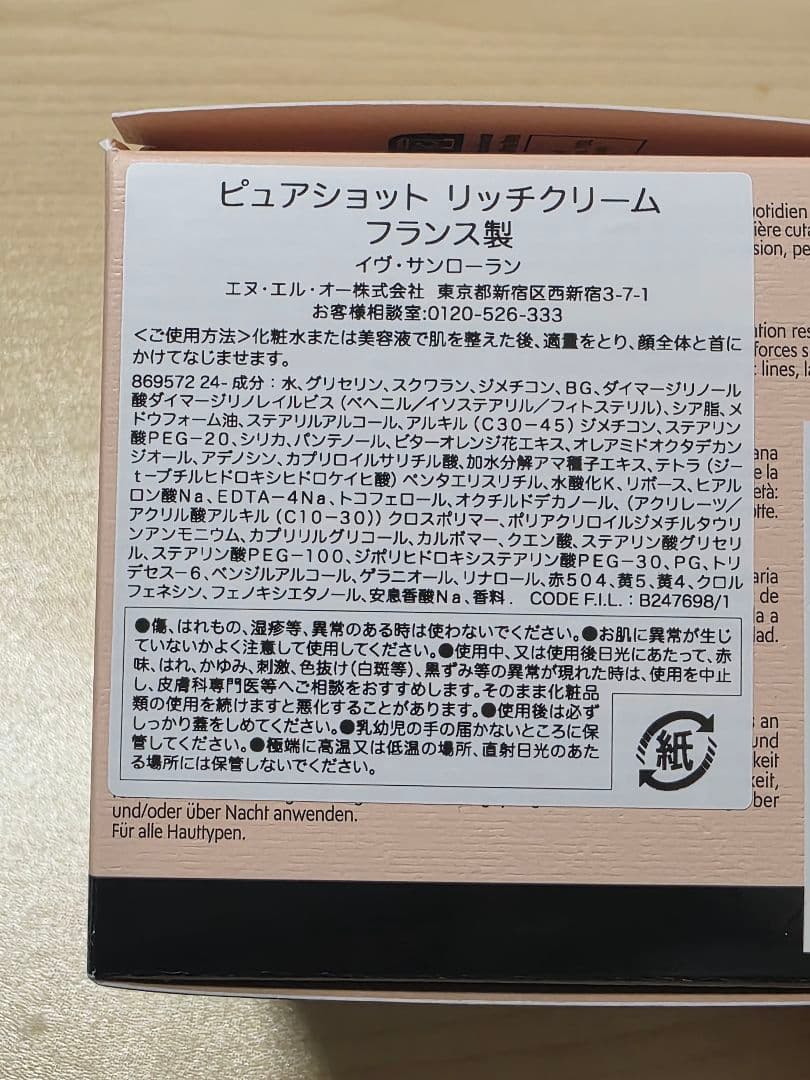 ピュアショット リッチクリーム
フランス製
イヴ・サンローラン
エヌ・エル・オー株式会社 東京都新宿区西新宿3-7-1
お客様相談室:0120-526-333
<ご使用方法>化粧水または美容液で肌を整えた後、適量をとり、顔全体と首に
かけてなじませます。
869572 24- 成分：水、グリセリン、スクワラン、ジメチコン、BG、ダイマージリノール
酸ダイマージリノレイルビス（ベヘニル／イソステアリル／フィトステリル）、シア脂、メ
ドウフォーム油、ステアリルアルコール、アルキル（C30-45）ジメチコン、ステアリン
酸PEG-20、シリカ、パンテノール、ビターオレンジ花エキス、オレアミドオクタデカン
ジオール、アデノシン、カプリロイルサリチル酸、加水分解アマ種子エキス、テトラ（ジー
t-ブチルヒドロキシヒドロケイヒ酸）ペンタエリスリチル、水酸化K、リボース、ヒアル
ロン酸Na、EDTA-4Na、トコフェロール、オクチルドデカノール、（アクリレーツ／
アクリル酸アルキル（C10-30））クロスポリマー、ポリアクリロイルジメチルタウリ
ンアンモニウム、カプリリルグリコール、カルボマー、クエン酸、ステアリン酸グリセリ
ル、ステアリン酸PEG-100、ジポリヒドロキシステアリン酸PEG-30、PG、トリ
デセス-6、ベンジルアルコール、ゲラニオール、リナロール、赤504、黄5、黄4、クロル
フェネシン、フェノキシエタノール、安息香酸Na、香料． CODE F.I.L. : B247698/1
●傷、はれもの、湿疹等、異常のある時は使わないでください。●お肌に異常が生じ
ていないかよく注意して使用してください。●使用中、又は使用後日光にあたって、赤
味、はれ、かゆみ、刺激、色抜け（白斑等）、黒ずみ等の異常が現れた時は、使用を中止
し、皮膚科専門医等へご相談をおすすめします。そのまま化粧品
類の使用を続けますと悪化することがあります。●使用後は必ず
しっかり蓋をしめてください。●乳幼児の手の届かないところに保
管してください。●極端に高温又は低温の場所、直射日光のあた
る場所には保管しないでください。
紙
und/oder über Nacht anwenden.
Für alle Hauttypen.